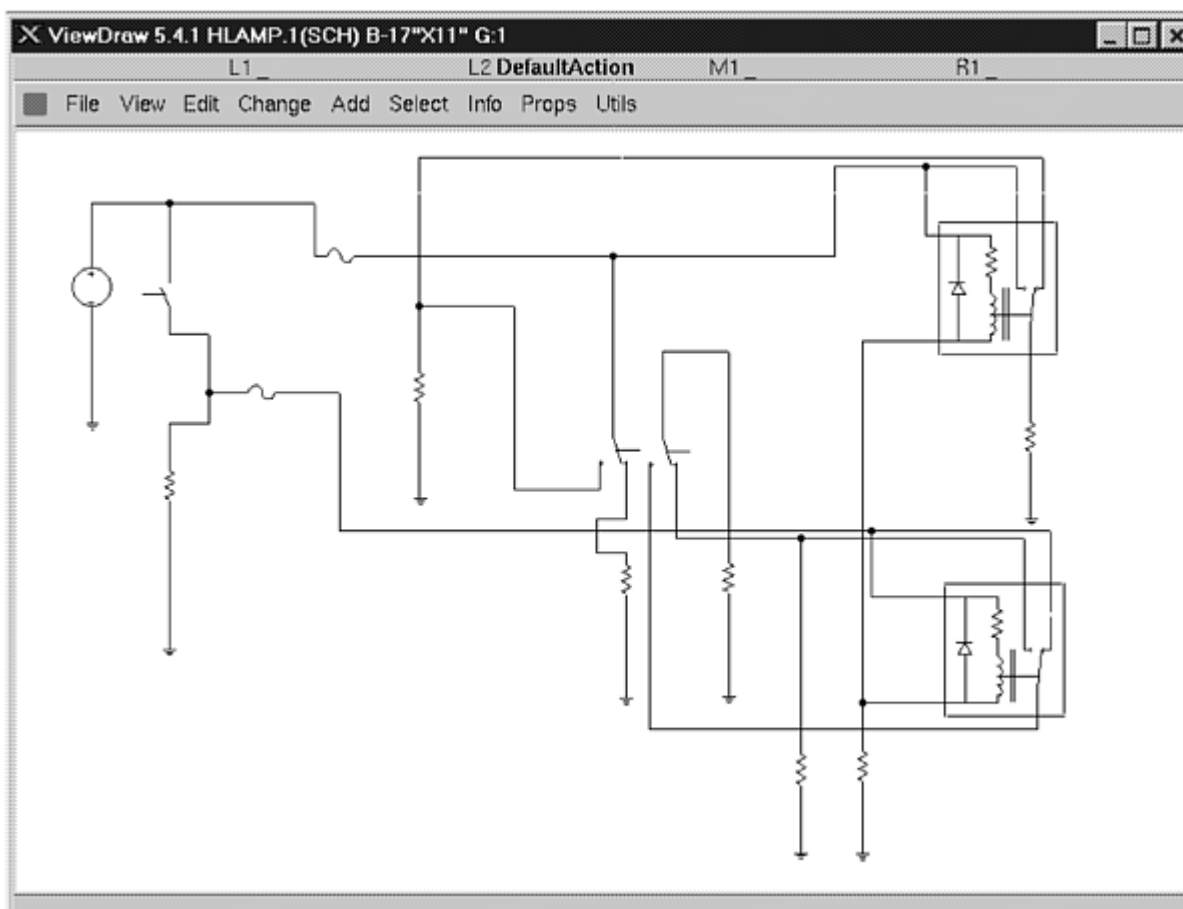 ViewDraw 5.4.1 HLAMP.1(SCH) B-17"X11" G:1
L1_ L2 DefaultAction M1_ R1_
File View Edit Change Add Select Info Props Utils